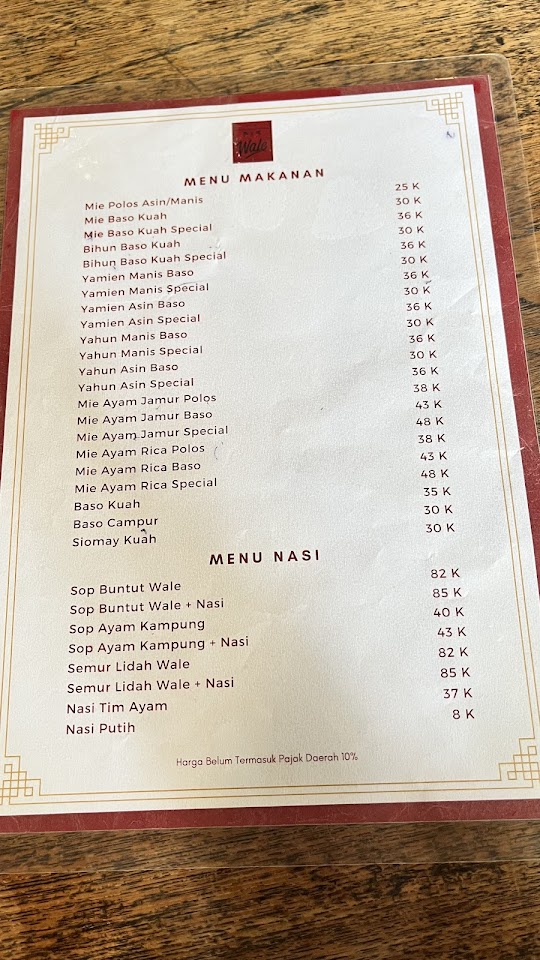 MIE
Wale
MENU MAKANAN
Mie Polos Asin/Manis 25 K
Mie Baso Kuah 30 K
Mie Baso Kuah Special 36 K
Bihun Baso Kuah 30 K
Bihun Baso Kuah Special 36 K
Yamien Manis Baso 30 K
Yamien Manis Special 36 K
Yamien Asin Baso 30 K
Yamien Asin Special 36 K
Yahun Manis Baso 30 K
Yahun Manis Special 36 K
Yahun Asin Baso 30 K
Yahun Asin Special 36 K
Mie Ayam Jamur Polos 38 K
Mie Ayam Jamur Baso 43 K
Mie Ayam Jamur Special 48 K
Mie Ayam Rica Polos 38 K
Mie Ayam Rica Baso 43 K
Mie Ayam Rica Special 48 K
Baso Kuah 35 K
Baso Campur 30 K
Siomay Kuah 30 K
MENU NASI
Sop Buntut Wale 82 K
Sop Buntut Wale + Nasi 85 K
Sop Ayam Kampung 40 K
Sop Ayam Kampung + Nasi 43 K
Semur Lidah Wale 82 K
Semur Lidah Wale + Nasi 85 K
Nasi Tim Ayam 37 K
Nasi Putih 8 K
Harga Belum Termasuk Pajak Daerah 10%